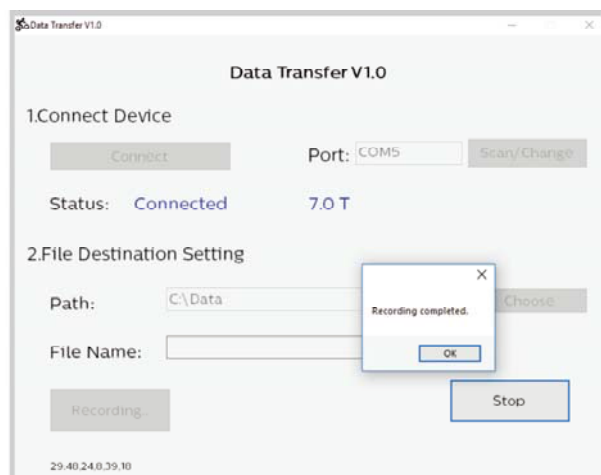 Data Transfer V1.0
Data Transfer V1.0
1.Connect Device
Connect Port: COM5 Scan/Change
Status: Connected 7.0 T
2.File Destination Setting
Path: C:\Data Choose
Recording completed.
File Name:
OK
Recording.. Stop
29.40.24,0.39,10